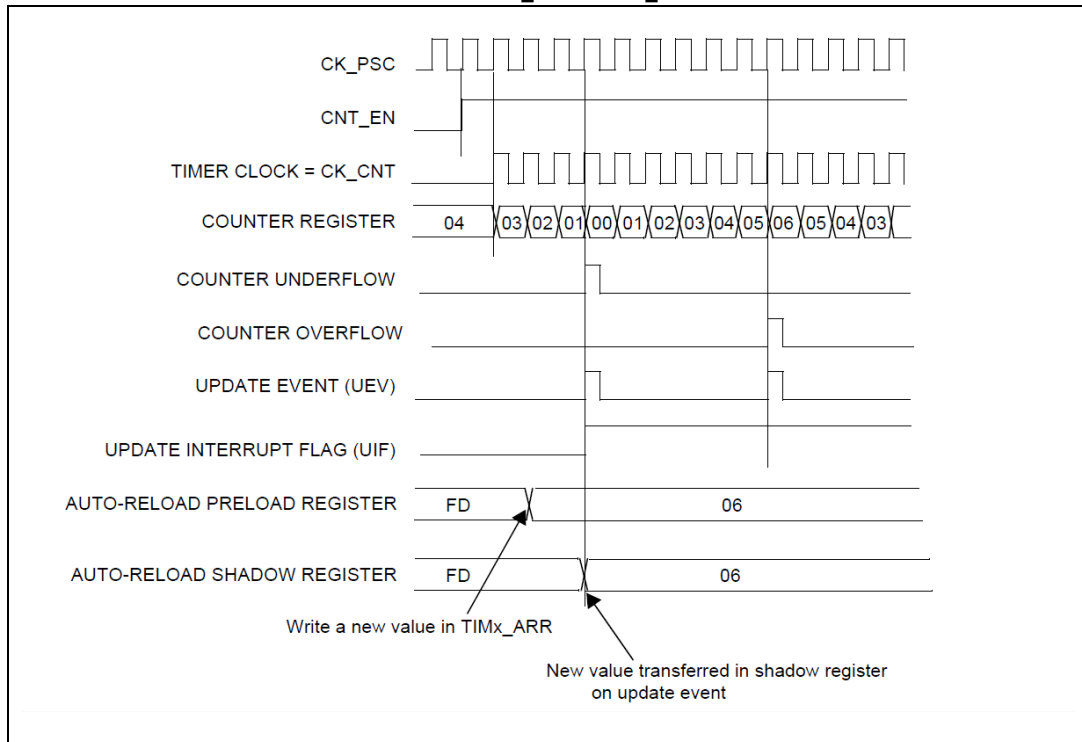 CK_PSC
CNT_EN
TIMER CLOCK = CK_CNT
COUNTER REGISTER 04 03 02 01 00 01 02 03 04 05 06 05 04 03
COUNTER UNDERFLOW
COUNTER OVERFLOW
UPDATE EVENT (UEV)
UPDATE INTERRUPT FLAG (UIF)
AUTO-RELOAD PRELOAD REGISTER FD 06
AUTO-RELOAD SHADOW REGISTER FD 06
Write a new value in TIMx_ARR
New value transferred in shadow register
on update event